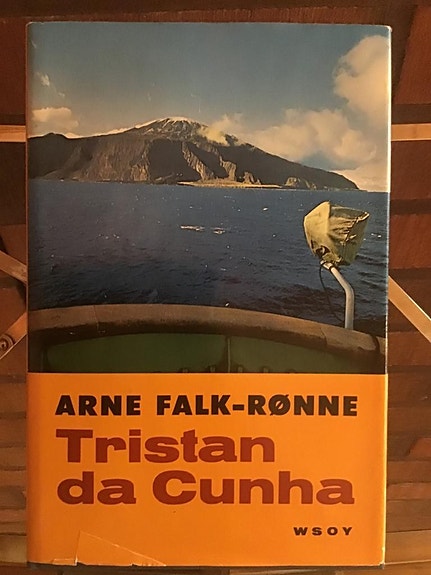 ARNE FALK-RØNNE
Tristan
da Cunha
WSOY